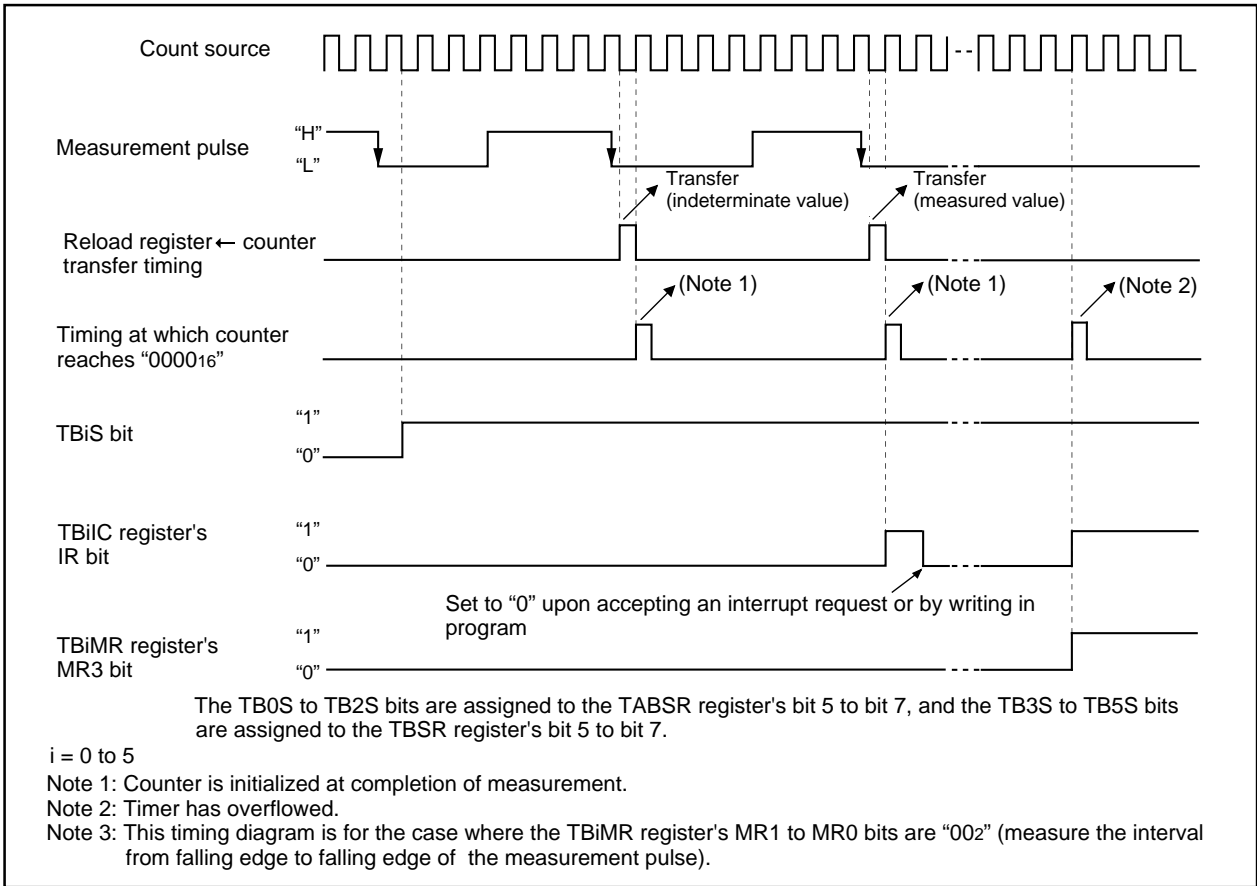 Count source
Measurement pulse
“H”
“L”
Transfer
(indeterminate value)
Transfer
(measured value)
Reload register ← counter
transfer timing
(Note 1)
(Note 1)
(Note 2)
Timing at which counter
reaches “000016”
TBiS bit
“1”
“0”
TBiIC register's
IR bit
“1”
“0”
Set to “0” upon accepting an interrupt request or by writing in
program
TBiMR register's
MR3 bit
“1”
“0”
The TB0S to TB2S bits are assigned to the TABSR register's bit 5 to bit 7, and the TB3S to TB5S bits
are assigned to the TBSR register's bit 5 to bit 7.
i = 0 to 5
Note 1: Counter is initialized at completion of measurement.
Note 2: Timer has overflowed.
Note 3: This timing diagram is for the case where the TBiMR register's MR1 to MR0 bits are “002” (measure the interval
from falling edge to falling edge of the measurement pulse).